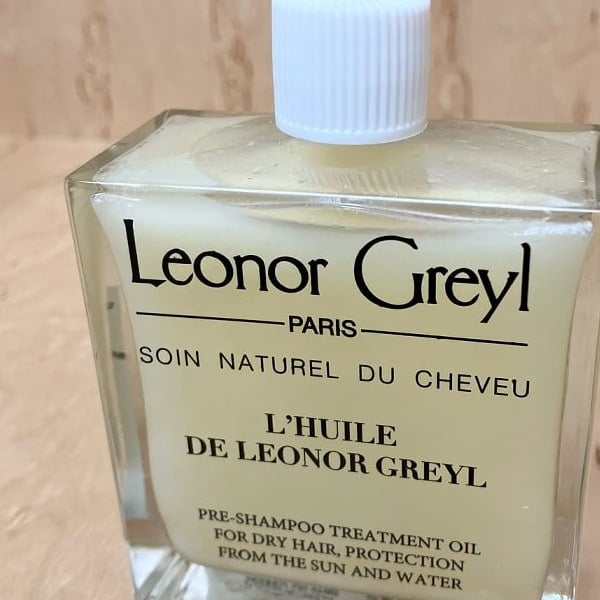 Leonor Greyl
PARIS
SOIN NATUREL DU CHEVEU
L'HUILE
DE LEONOR GREYL
PRE-SHAMPOO TREATMENT OIL
FOR DRY HAIR, PROTECTION
FROM THE SUN AND WATER